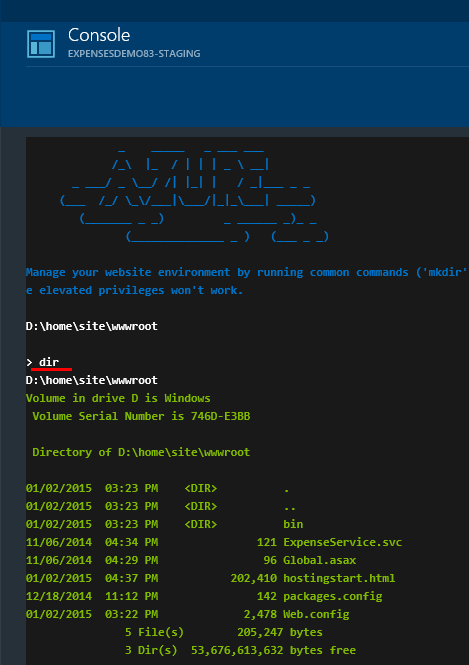 Console
EXPENSESDEMO83-STAGING
Manage your website environment by running common commands ('mkdir'
e elevated privileges won't work.
D:\home\site\wwwroot
> dir
D:\home\site\wwwroot
Volume in drive D is Windows
Volume Serial Number is 746D-E3BB
Directory of D:\home\site\wwwroot
01/02/2015  03:23 PM    <DIR>          .
01/02/2015  03:23 PM    <DIR>          ..
01/02/2015  03:23 PM    <DIR>          bin
11/06/2014  04:34 PM               121 ExpenseService.svc
11/06/2014  04:29 PM                96 Global.asax
01/02/2015  04:37 PM           202,410 hostingstart.html
12/18/2014  11:12 PM               142 packages.config
01/02/2015  03:22 PM             2,478 Web.config
5 File(s)        205,247 bytes
3 Dir(s)  53,676,613,632 bytes free